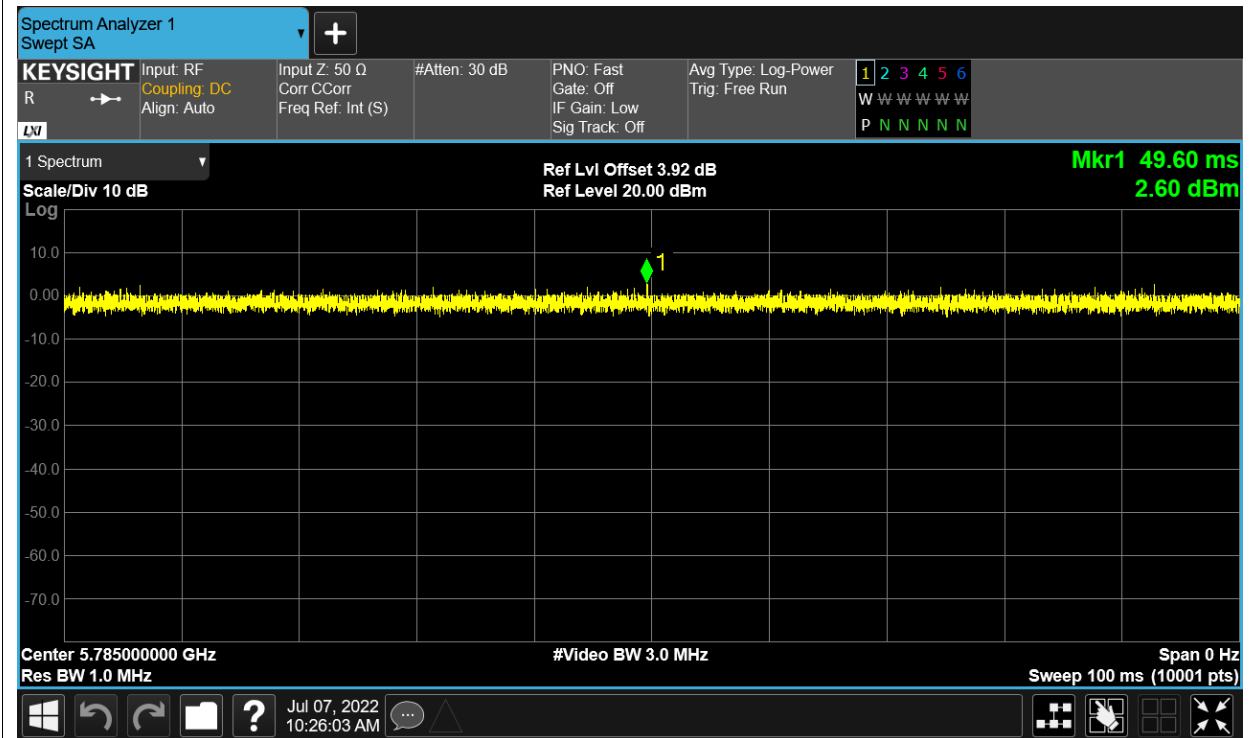 Spectrum Analyzer 1
Swept SA
KEYSIGHT
R
LXI
Input: RF
Coupling: DC
Align: Auto
Input Z: 50 Ω
Corr CCorr
Freq Ref: Int (S)
#Atten: 30 dB
PNO: Fast
Gate: Off
IF Gain: Low
Sig Track: Off
Avg Type: Log-Power
Trig: Free Run
1 2 3 4 5 6
W W W W W W
P N N N N N
1 Spectrum
Scale/Div 10 dB
Ref Lvl Offset 3.92 dB
Ref Level 20.00 dBm
Mkr1 49.60 ms
2.60 dBm
Log
10.0
0.00
-10.0
-20.0
-30.0
-40.0
-50.0
-60.0
-70.0
1
Center 5.785000000 GHz
Res BW 1.0 MHz
#Video BW 3.0 MHz
Span 0 Hz
Sweep 100 ms (10001 pts)
?
Jul 07, 2022
10:26:03 AM